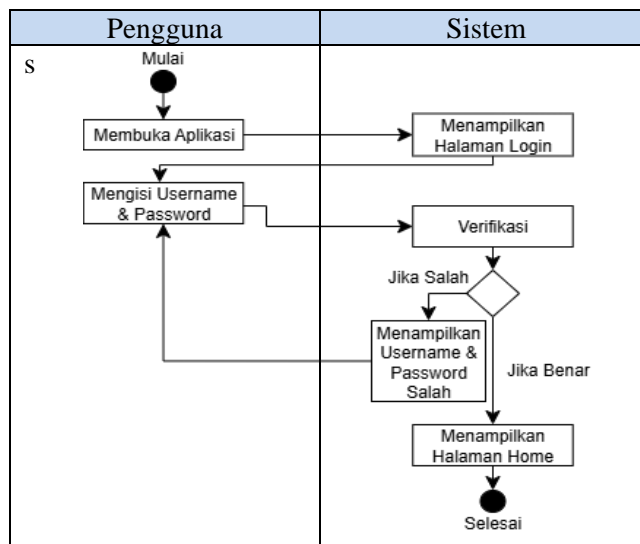 Pengguna
Sistem
s
Mulai
Membuka Aplikasi
Menampilkan
Halaman Login
Mengisi Username
& Password
Verifikasi
Jika Salah
Menampilkan
Username &
Password
Salah
Jika Benar
Menampilkan
Halaman Home
Selesai